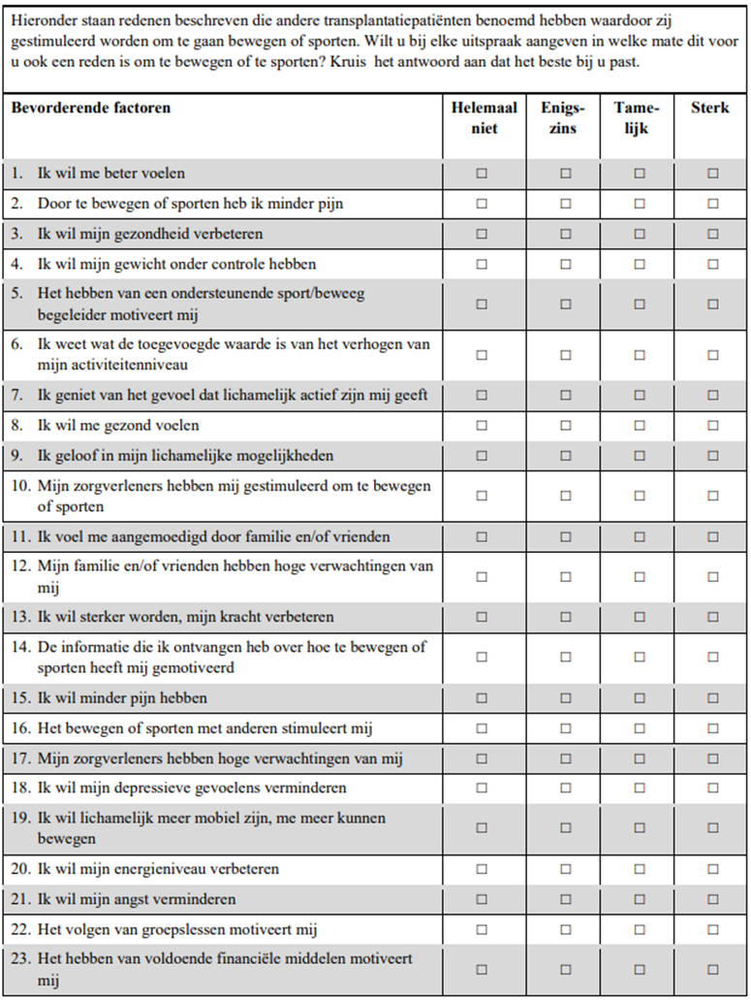 Hieronder staan redenen beschreven die andere transplantatiepatiënten benoemd hebben waardoor zij
gestimuleerd worden om te gaan bewegen of sporten. Wilt u bij elke uitspraak aangeven in welke mate dit voor
u ook een reden is om te bewegen of te sporten? Kruis het antwoord aan dat het beste bij u past.
Bevorderende factoren Helemaal niet Enigs-zins Tame-lijk Sterk
1. Ik wil me beter voelen □ □ □ □
2. Door te bewegen of sporten heb ik minder pijn □ □ □ □
3. Ik wil mijn gezondheid verbeteren □ □ □ □
4. Ik wil mijn gewicht onder controle hebben □ □ □ □
5. Het hebben van een ondersteunende sport/beweeg
begeleider motiveert mij □ □ □ □
6. Ik weet wat de toegevoegde waarde is van het verhogen van
mijn activiteitenniveau □ □ □ □
7. Ik geniet van het gevoel dat lichamelijk actief zijn mij geeft □ □ □ □
8. Ik wil me gezond voelen □ □ □ □
9. Ik geloof in mijn lichamelijke mogelijkheden □ □ □ □
10. Mijn zorgverleners hebben mij gestimuleerd om te bewegen
of sporten □ □ □ □
11. Ik voel me aangemoedigd door familie en/of vrienden □ □ □ □
12. Mijn familie en/of vrienden hebben hoge verwachtingen van
mij □ □ □ □
13. Ik wil sterker worden, mijn kracht verbeteren □ □ □ □
14. De informatie die ik ontvangen heb over hoe te bewegen of
sporten heeft mij gemotiveerd □ □ □ □
15. Ik wil minder pijn hebben □ □ □ □
16. Het bewegen of sporten met anderen stimuleert mij □ □ □ □
17. Mijn zorgverleners hebben hoge verwachtingen van mij □ □ □ □
18. Ik wil mijn depressieve gevoelens verminderen □ □ □ □
19. Ik wil lichamelijk meer mobiel zijn, me meer kunnen
bewegen □ □ □ □
20. Ik wil mijn energieniveau verbeteren □ □ □ □
21. Ik wil mijn angst verminderen □ □ □ □
22. Het volgen van groepslessen motiveert mij □ □ □ □
23. Het hebben van voldoende financiële middelen motiveert
mij □ □ □ □